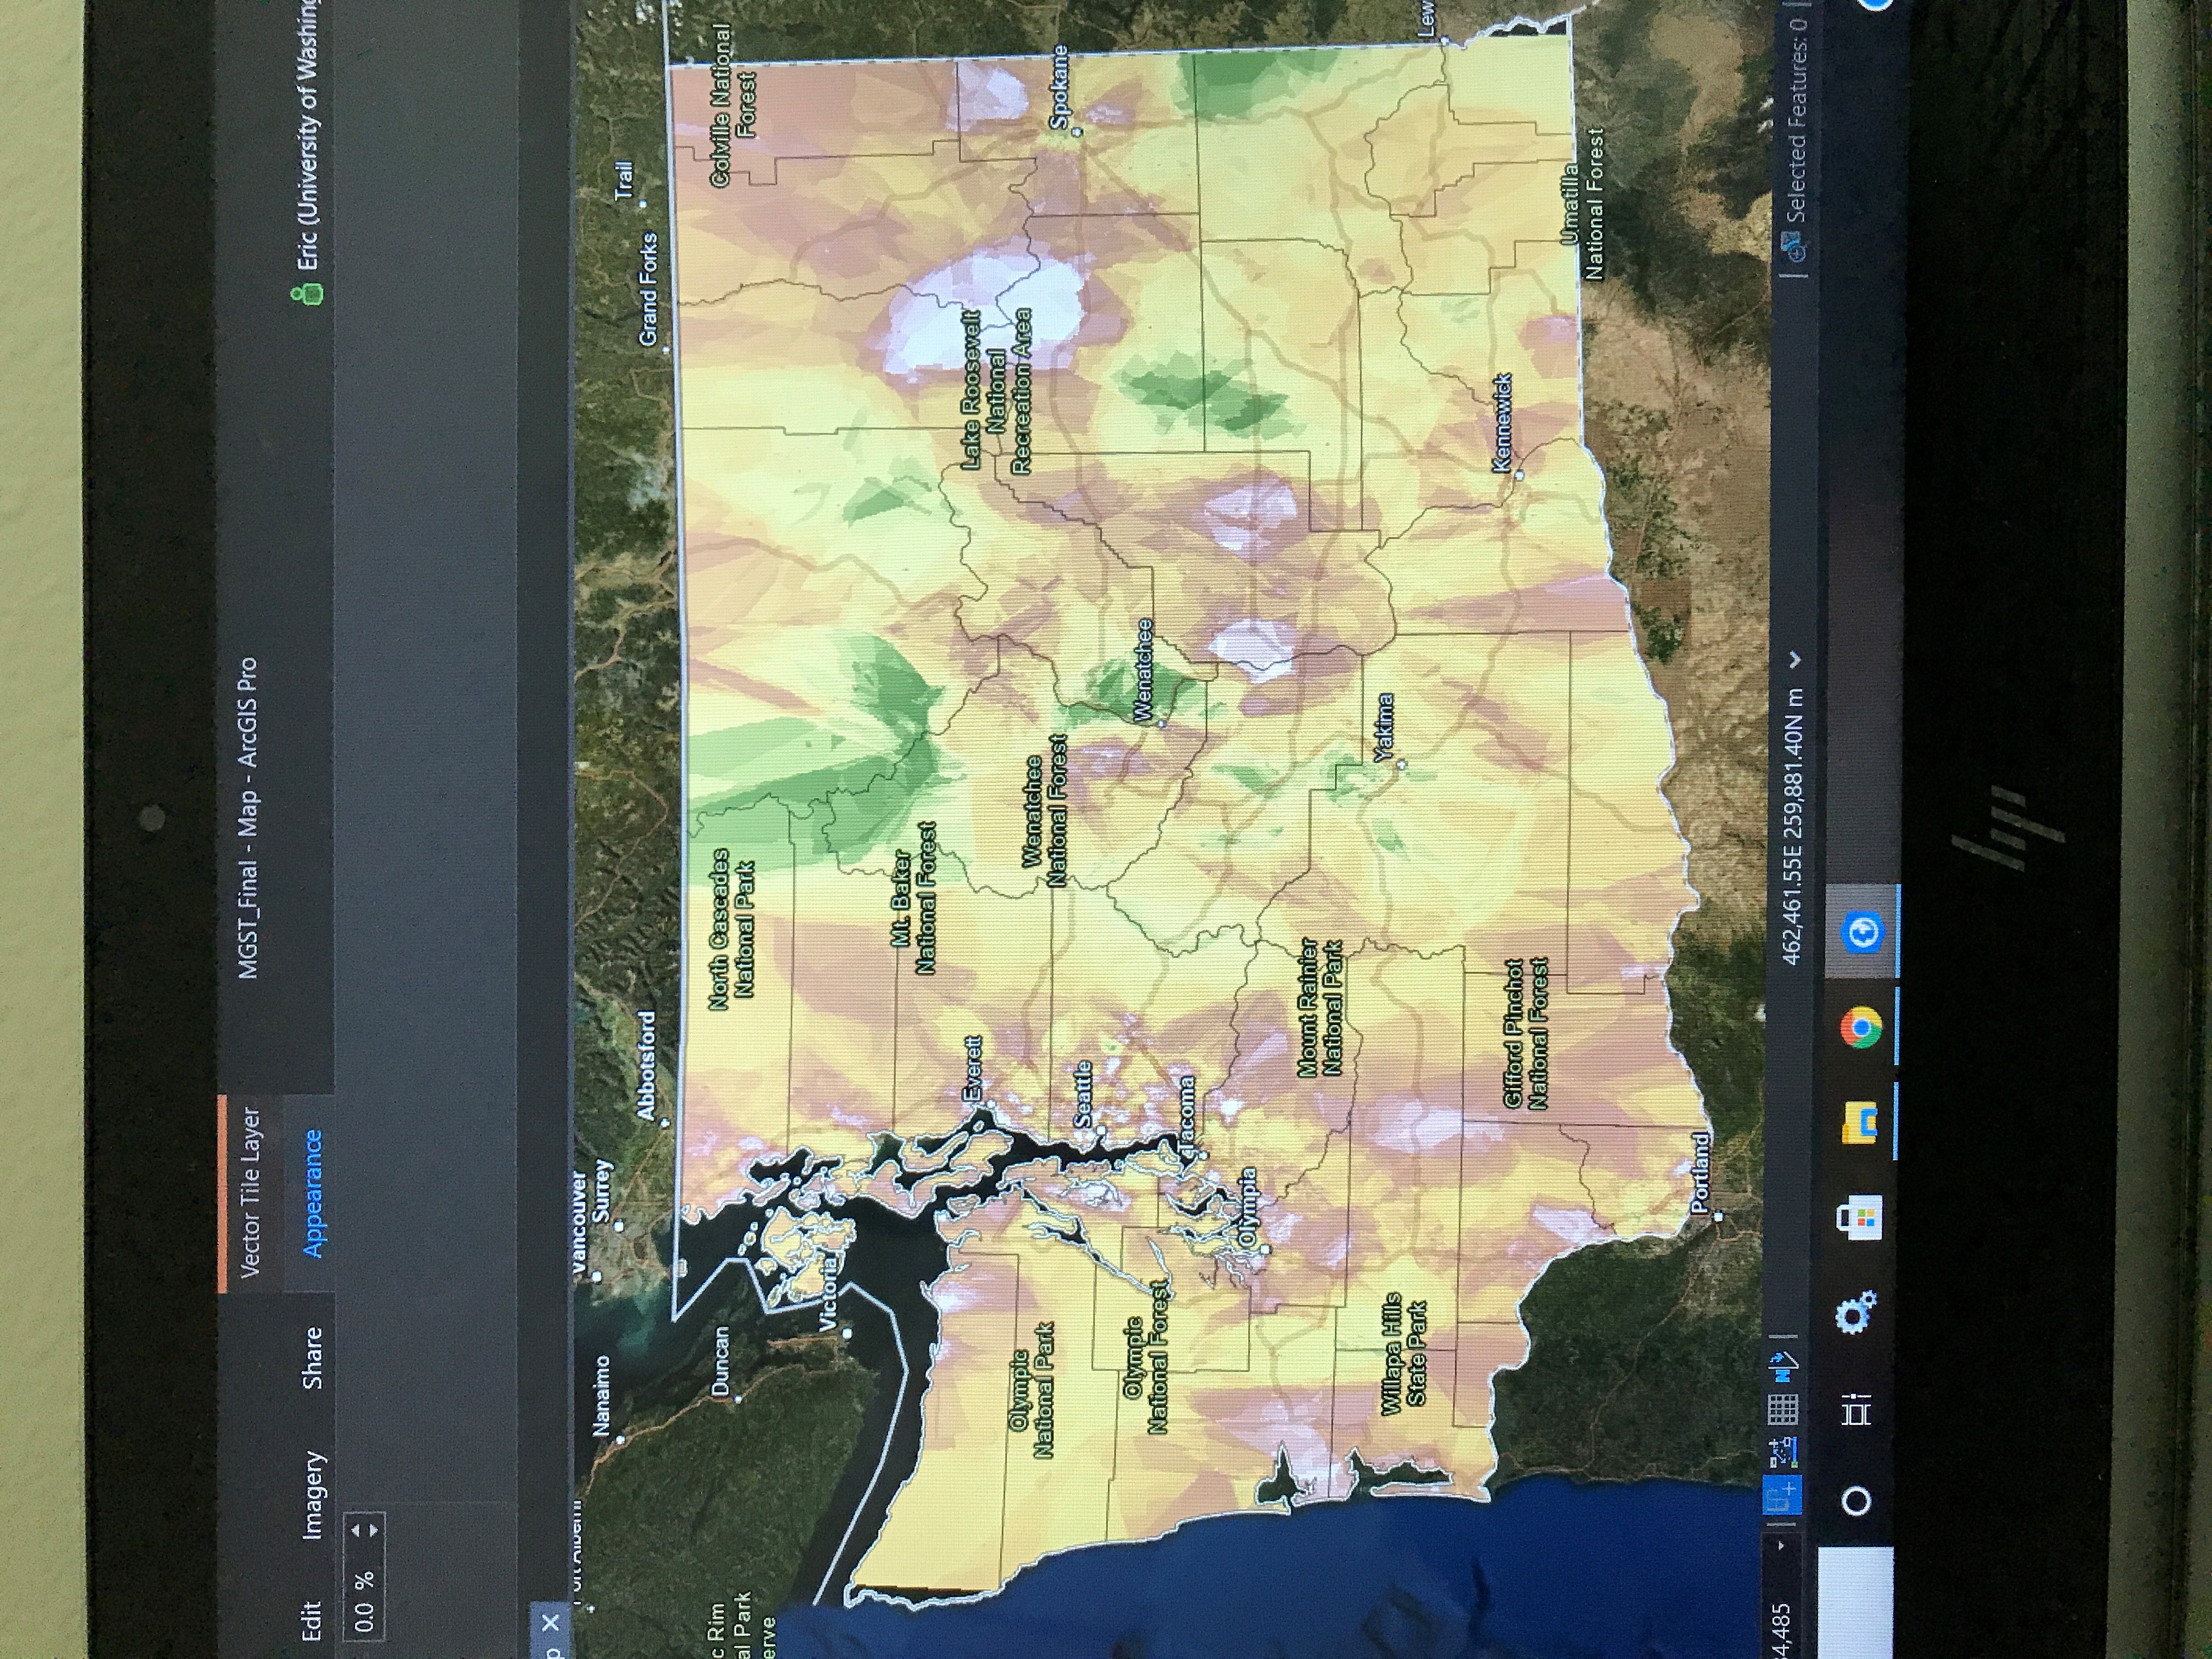 MGST_Final - Map - ArcGIS Pro
Vector Tile Layer
Edit
Imagery
Share
Appearance
Eric (University of Washing
0.0 %
Nanaimo
Vancouver
Surrey
Abbotsford
Grand Forks
Trail
Duncan
Victoria
c Rim
al Park
erve
North Cascades
National Park
Colville National
Forest
Mt. Baker
National Forest
Everett
Lake Roosevelt
National
Recreation Area
Spokane
Olympic
National Park
Wenatchee
National Forest
Seattle
Olympic
National Forest
Tacoma
Wenatchee
Olympia
Mount Rainier
National Park
Yakima
Willapa Hills
State Park
Lew
Gifford Pinchot
National Forest
Kennewick
Umatilla
National Forest
Portland
4,485
462,461.55E 259,881.40N m
Selected Features: 0
hp